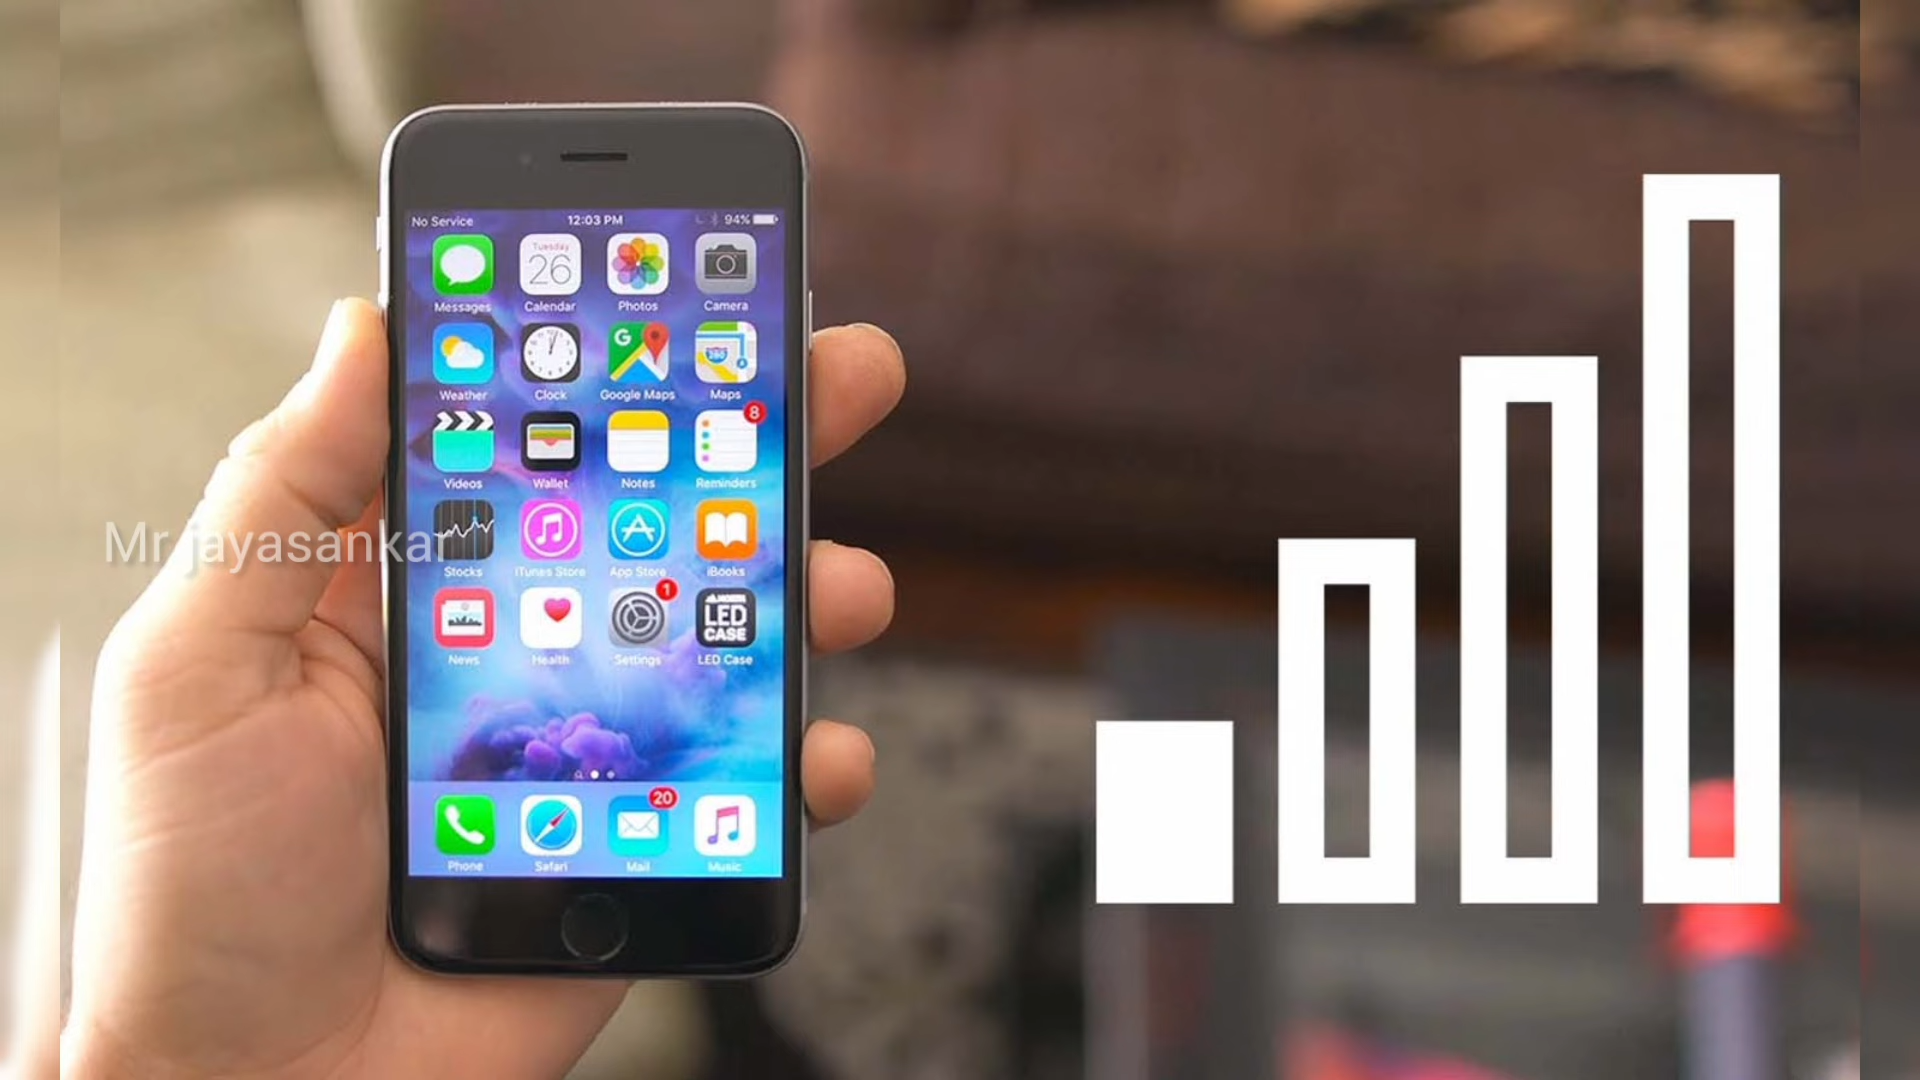 No Service 12:03 PM 94%
Tuesday
26
Messages Calendar Photos Camera
G 280
Weather Clock Google Maps Maps
8
Videos Wallet Notes Reminders
Mr jayasankar
Stocks iTunes Store App Store iBooks
1
LED
CASE
News Health Settings LED Case
20
Phone Safari Mail Music